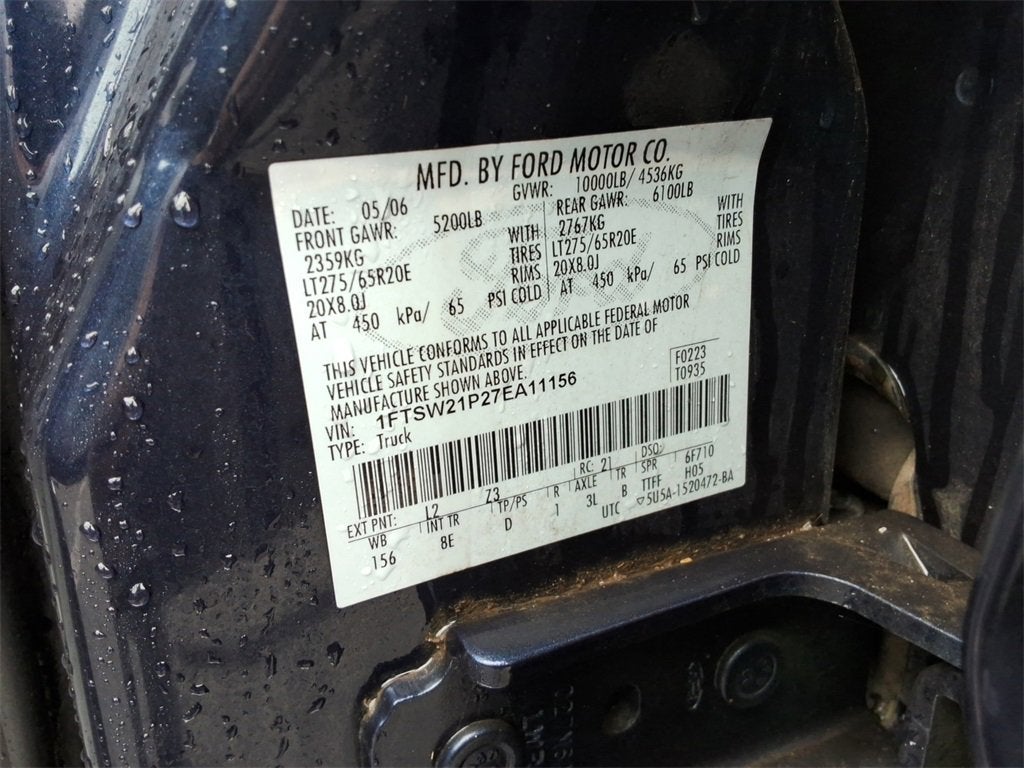 MFD. BY FORD MOTOR CO.
DATE: 05/06 GVWR: 10000LB/ 4536KG
FRONT GAWR: 5200LB REAR GAWR: 6100LB
2359KG WITH 2767KG WITH
LT275/65R20E TIRES LT275/65R20E TIRES
20X8.0J RIMS 20X8.0J RIMS
AT 450 kPa/ 65 PSI COLD AT 450 kPa/ 65 PSI COLD
THIS VEHICLE CONFORMS TO ALL APPLICABLE FEDERAL MOTOR
VEHICLE SAFETY STANDARDS IN EFFECT ON THE DATE OF
MANUFACTURE SHOWN ABOVE.
VIN: 1FTSW21P27EA11156 F0223
TYPE: Truck T0935
EXT PNT: L2 Z3 RC: 21 DSO:
WB INT TR TP/PS R AXLE TR SPR 6F710
156 8E D 1 3L B TTFF H05
UTC ▽5U5A-1520472-BA